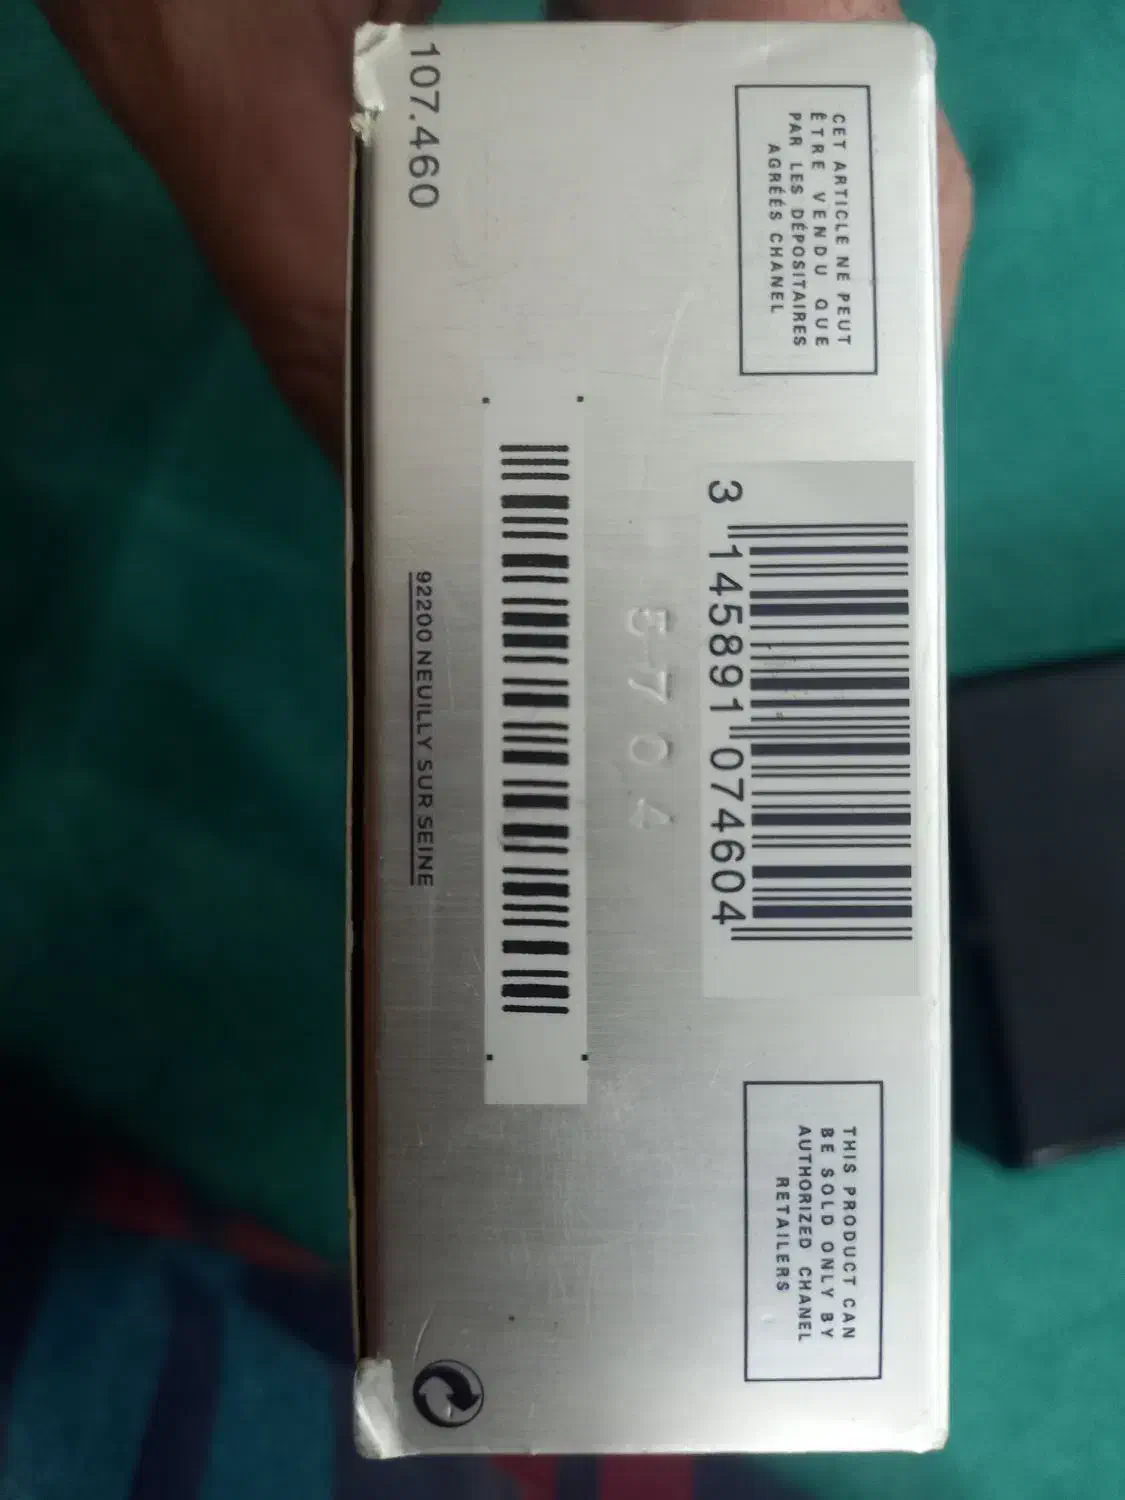 CET ARTICLE NE PEUT
ÊTRE VENDU QUE
PAR LES DÉPOSITAIRES
AGRÉÉS CHANEL
3 145891 074604
THIS PRODUCT CAN
BE SOLD ONLY BY
AUTHORIZED CHANEL
RETAILERS
5704
107.460
92200 NEUILLY SUR SEINE